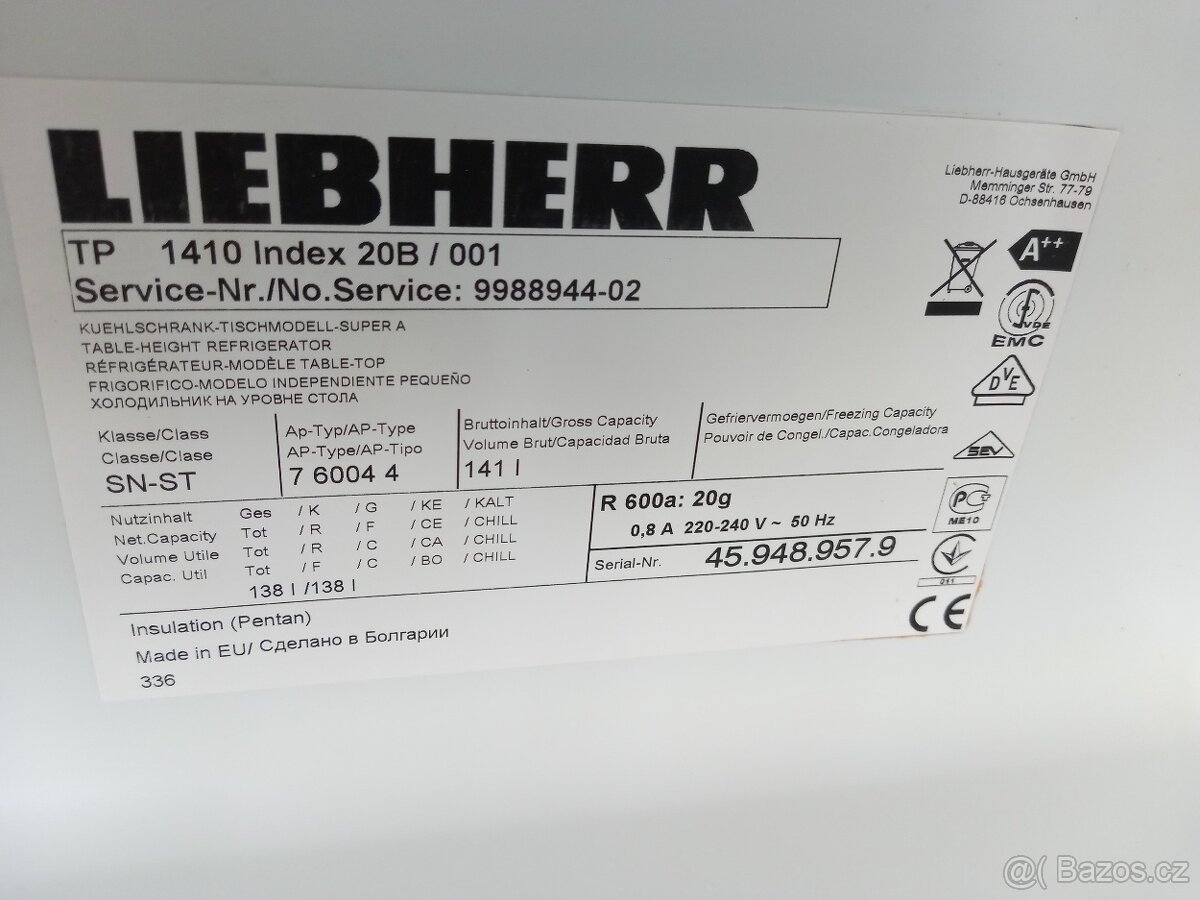 LIEBHERR
Liebherr-Hausgeräte GmbH
Memminger Str. 77-79
D-88416 Ochsenhausen
TP 1410 Index 20B / 001
Service-Nr./No.Service: 9988944-02
A++
VDE
EMC
DVE
SEV
PC
ME10
011
CE
KUEHLSCHRANK-TISCHMODELL-SUPER A
TABLE-HEIGHT REFRIGERATOR
RÉFRIGÉRATEUR-MODÈLE TABLE-TOP
FRIGORIFICO-MODELO INDEPENDIENTE PEQUEÑO
ХОЛОДИЛЬНИК НА УРОВНЕ СТОЛА
Klasse/Class
Classe/Clase
SN-ST
Ap-Typ/AP-Type
AP-Type/AP-Tipo
7 6004 4
Bruttoinhalt/Gross Capacity
Volume Brut/Capacidad Bruta
141 l
Gefriervermoegen/Freezing Capacity
Pouvoir de Congel./Capac.Congeladora
Nutzinhalt Ges / K / G / KE / KALT
Net.Capacity Tot / R / F / CE / CHILL
Volume Utile Tot / R / C / CA / CHILL
Capac. Util Tot / F / C / BO / CHILL
138 l /138 l
R 600a: 20g
0,8 A 220-240 V ~ 50 Hz
Serial-Nr. 45.948.957.9
Insulation (Pentan)
Made in EU/ Сделано в Болгарии
336
@( Bazos.cz